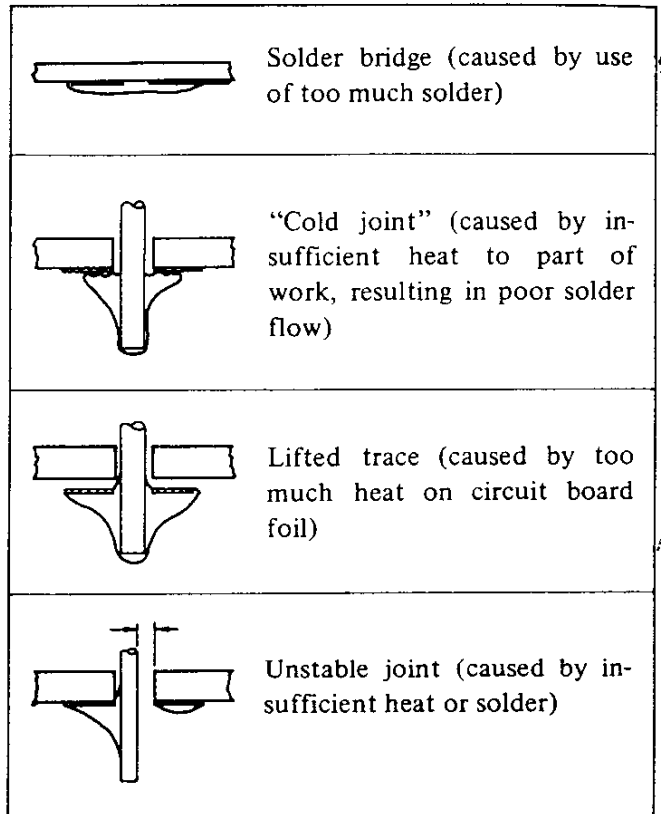 Solder bridge (caused by use
of too much solder)
“Cold joint” (caused by in-
sufficient heat to part of
work, resulting in poor solder
flow)
Lifted trace (caused by too
much heat on circuit board
foil)
Unstable joint (caused by in-
sufficient heat or solder)